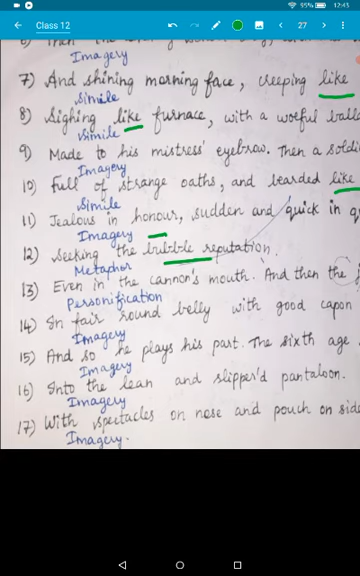 95% 12:45
Class 12
27
Imagery
7) And shining morning face, creeping like
Simile
8) Sighing like furnace, with a woeful balla
Simile
9) Made to his mistress' eyebrow. Then a soldi
Imagery
10) Full of strange oaths, and bearded like
Simile
11) Jealous in honour, sudden and quick in q
Imagery
12) Seeking the bubble reputation.
Metaphor
13) Even in the cannon's mouth. And then the j
Personification
14) In fair round belly with good capon
Imagery
15) And so he plays his part. The sixth age
Imagery
16) Into the lean and slipper'd pantaloon.
Imagery
17) With spectacles on nose and pouch on side
Imagery.